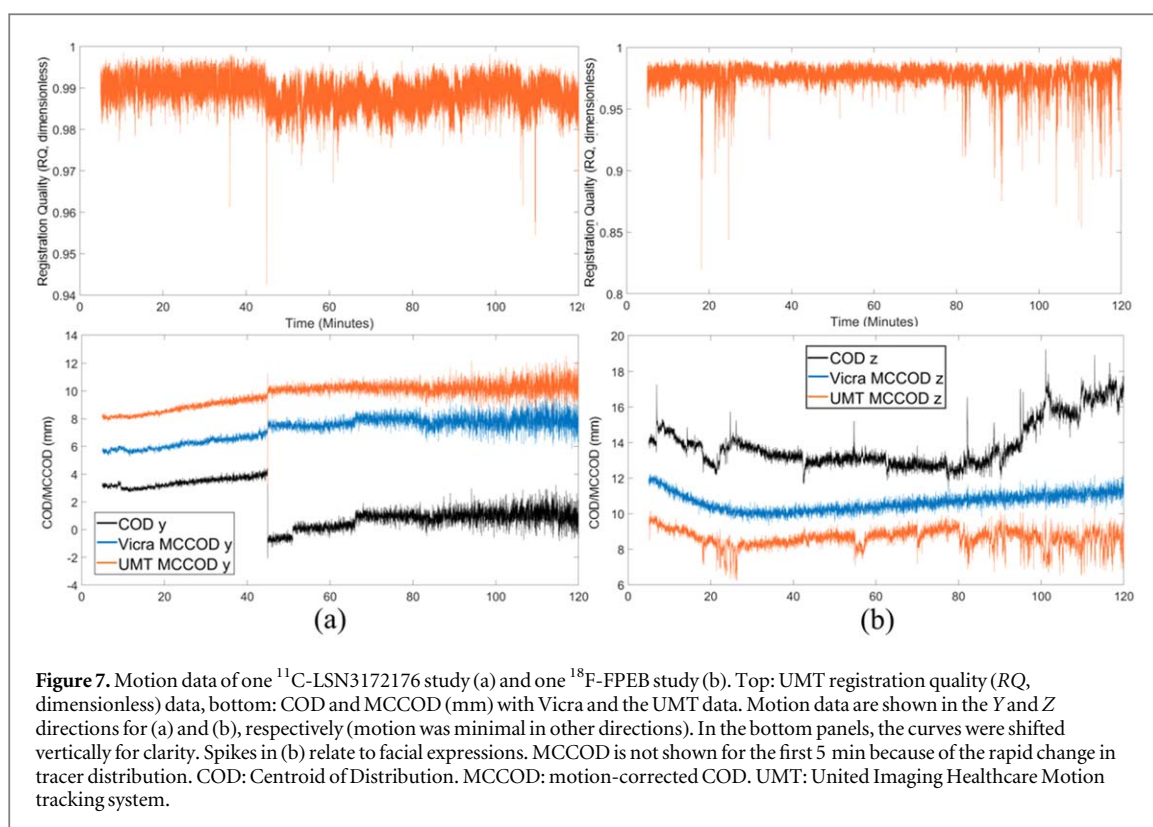 1
0.99
0.98
0.97
0.96
0.95
0.94
Registration Quality (RQ, dimensionless)
0 20 40 60 80 100 120
Time (Minutes)
1
0.95
0.9
0.85
0.8
Registration Quality (RQ, dimensionless)
0 20 40 60 80 100 120
Time (Minutes)
14
12
10
8
6
4
2
0
-2
-4
COD/MCCOD (mm)
COD y
Vicra MCCOD y
UMT MCCOD y
0 20 40 60 80 100 120
(a)
20
18
16
14
12
10
8
6
COD/MCCOD (mm)
COD z
Vicra MCCOD z
UMT MCCOD z
0 20 40 60 80 100 120
(b)
Figure 7. Motion data of one ¹¹C-LSN3172176 study (a) and one ¹⁸F-FPEB study (b). Top: UMT registration quality (RQ,
dimensionless) data, bottom: COD and MCCOD (mm) with Vicra and the UMT data. Motion data are shown in the Y and Z
directions for (a) and (b), respectively (motion was minimal in other directions). In the bottom panels, the curves were shifted
vertically for clarity. Spikes in (b) relate to facial expressions. MCCOD is not shown for the first 5 min because of the rapid change in
tracer distribution. COD: Centroid of Distribution. MCCOD: motion-corrected COD. UMT: United Imaging Healthcare Motion
tracking system.